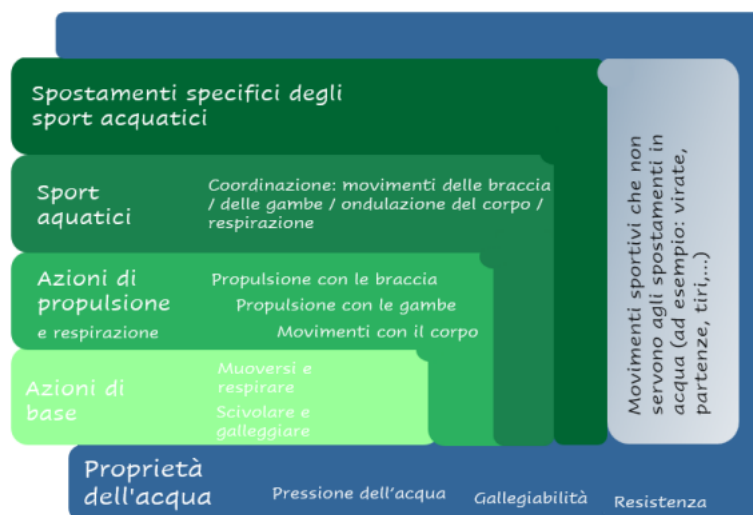 Spostamenti specifici degli
sport acquatici
Sport
aquatici
Coordinazione: movimenti delle braccia
/ delle gambe / ondulazione del corpo /
respirazione
Azioni di
propulsione
e respirazione
Propulsione con le braccia
Propulsione con le gambe
Movimenti con il corpo
Azioni di
base
Muoversi e
respirare
Scivolare e
galleggiare
Proprietà
dell'acqua
Pressione dell'acqua
Gallegiabilità
Resistenza
Movimenti sportivi che non
servono agli spostamenti in
acqua (ad esempio: virate,
partenze, tiri,...)